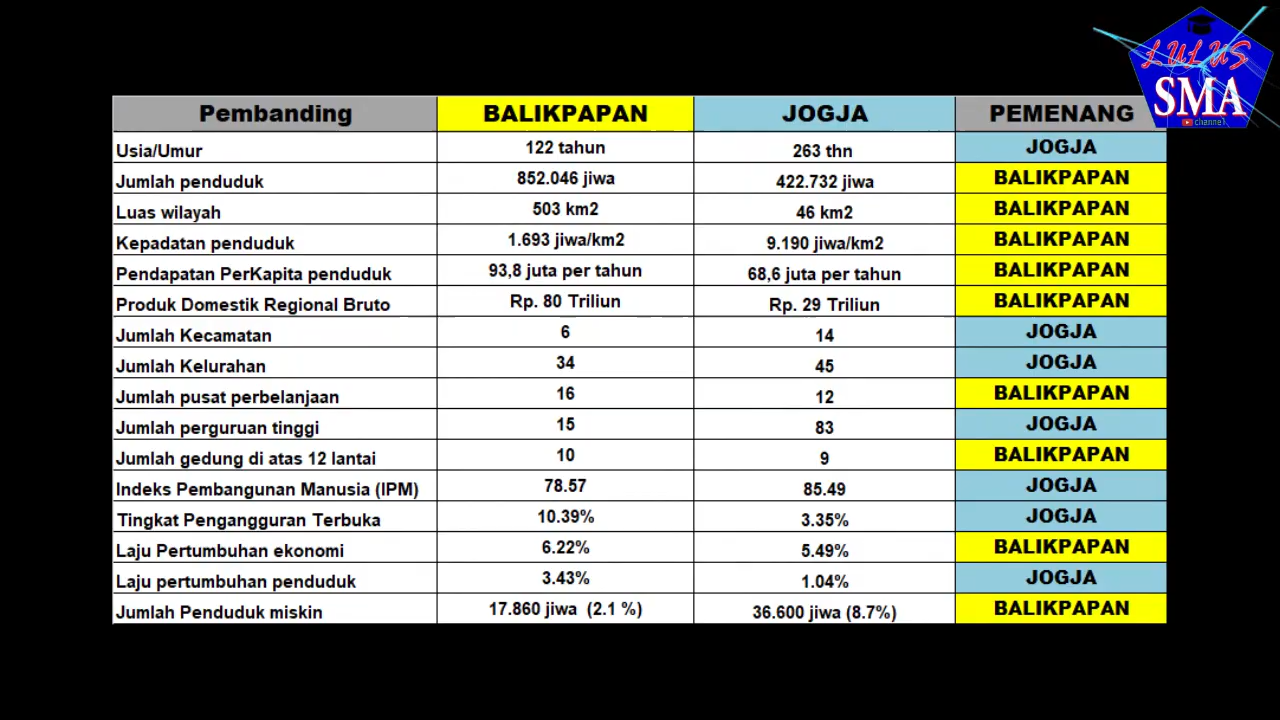 LULUS
SMA
channel
Pembanding BALIKPAPAN JOGJA PEMENANG
Usia/Umur 122 tahun 263 thn JOGJA
Jumlah penduduk 852.046 jiwa 422.732 jiwa BALIKPAPAN
Luas wilayah 503 km2 46 km2 BALIKPAPAN
Kepadatan penduduk 1.693 jiwa/km2 9.190 jiwa/km2 BALIKPAPAN
Pendapatan PerKapita penduduk 93,8 juta per tahun 68,6 juta per tahun BALIKPAPAN
Produk Domestik Regional Bruto Rp. 80 Triliun Rp. 29 Triliun BALIKPAPAN
Jumlah Kecamatan 6 14 JOGJA
Jumlah Kelurahan 34 45 JOGJA
Jumlah pusat perbelanjaan 16 12 BALIKPAPAN
Jumlah perguruan tinggi 15 83 JOGJA
Jumlah gedung di atas 12 lantai 10 9 BALIKPAPAN
Indeks Pembangunan Manusia (IPM) 78.57 85.49 JOGJA
Tingkat Pengangguran Terbuka 10.39% 3.35% JOGJA
Laju Pertumbuhan ekonomi 6.22% 5.49% BALIKPAPAN
Laju pertumbuhan penduduk 3.43% 1.04% JOGJA
Jumlah Penduduk miskin 17.860 jiwa (2.1 %) 36.600 jiwa (8.7%) BALIKPAPAN